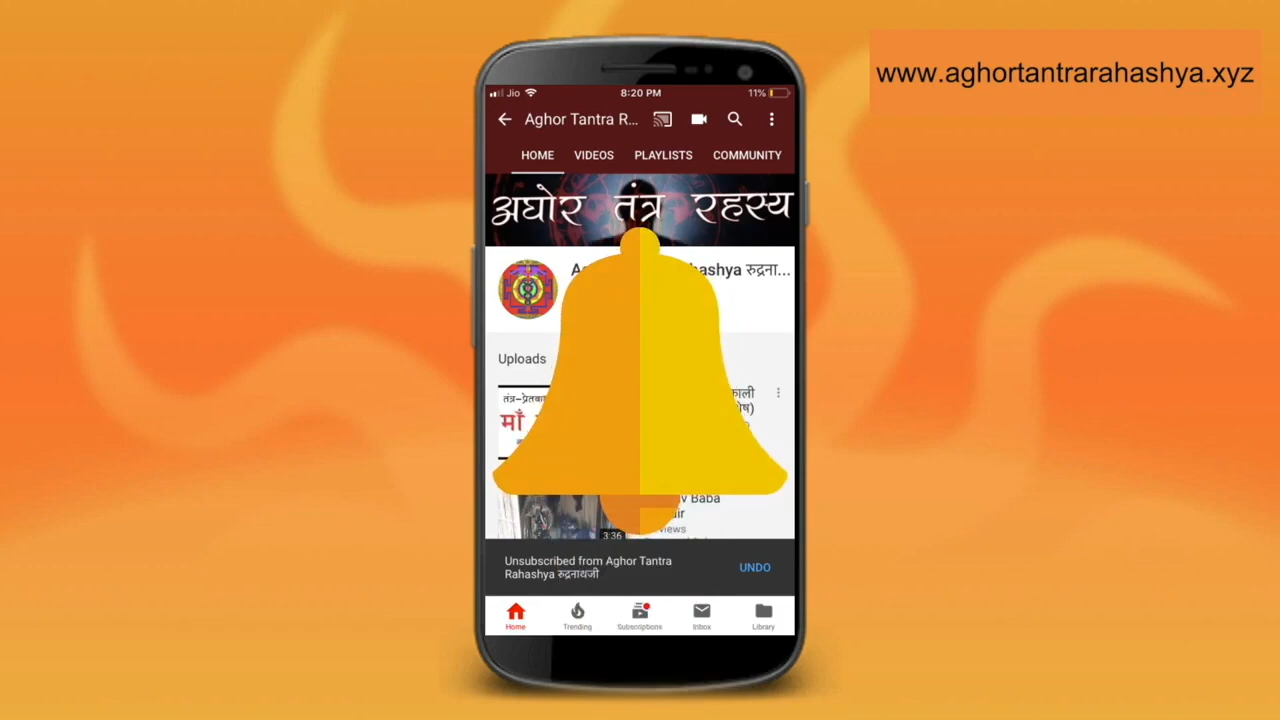 www.aghortantrarahashya.xyz
Jio 8:20 PM 11%
Aghor Tantra R...
HOME VIDEOS PLAYLISTS COMMUNITY
अघोर तंत्र रहस्य
रुद्रना...
Uploads
तंत्र-प्रेतबा
माँ
3:36
Baba
Unsubscribed from Aghor Tantra
Rahashya रुद्रनाथजी
UNDO
Home Trending Subscriptions Inbox Library